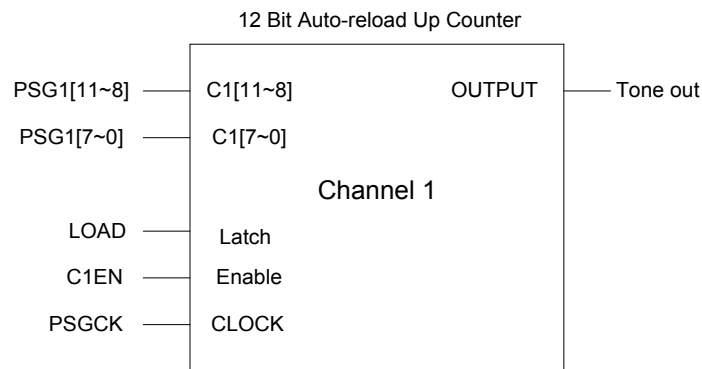 12 Bit Auto-reload Up Counter
PSG1[11~8] C1[11~8] OUTPUT Tone out
PSG1[7~0] C1[7~0]
Channel 1
LOAD Latch
C1EN Enable
PSGCK CLOCK